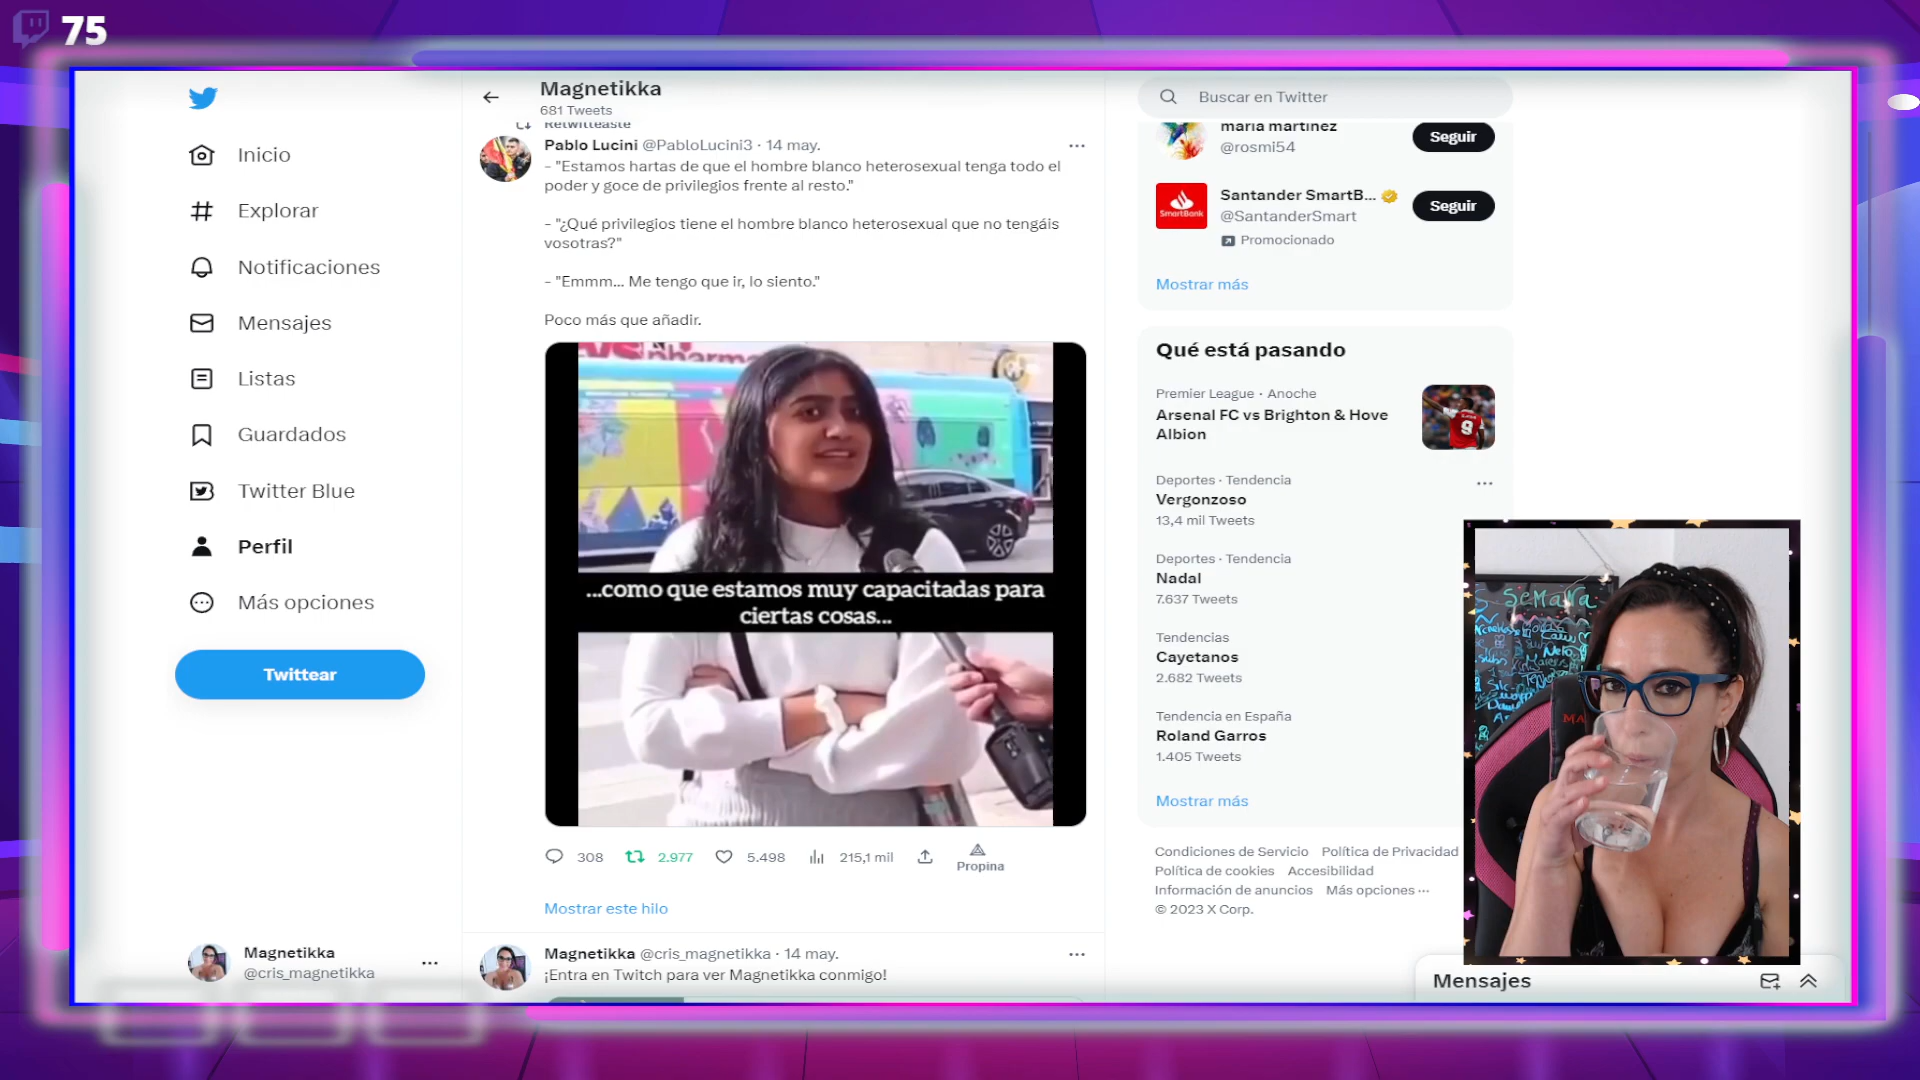 75
Magnetikka
681 Tweets
Retwitteaste
Pablo Lucini @PabloLucini3 · 14 may.
- "Estamos hartas de que el hombre blanco heterosexual tenga todo el
poder y goce de privilegios frente al resto."
- "¿Qué privilegios tiene el hombre blanco heterosexual que no tengáis
vosotras?"
- "Emmm... Me tengo que ir, lo siento."
Poco más que añadir.
...como que estamos muy capacitadas para
ciertas cosas...
308 2.977 5.498 215,1 mil Propina
Mostrar este hilo
Magnetikka @cris_magnetikka · 14 may.
¡Entra en Twitch para ver Magnetikka conmigo!
Inicio
Explorar
Notificaciones
Mensajes
Listas
Guardados
Twitter Blue
Perfil
Más opciones
Twittear
Magnetikka
@cris_magnetikka
Buscar en Twitter
maria martinez
@rosmi54
Seguir
SmartBank
Santander SmartB...
@SantanderSmart
Promocionado
Seguir
Mostrar más
Qué está pasando
Premier League · Anoche
Arsenal FC vs Brighton & Hove
Albion
9
Deportes · Tendencia
Vergonzoso
13,4 mil Tweets
Deportes · Tendencia
Nadal
7.637 Tweets
Tendencias
Cayetanos
2.682 Tweets
Tendencia en España
Roland Garros
1.405 Tweets
Mostrar más
Condiciones de Servicio Política de Privacidad
Política de cookies Accesibilidad
Información de anuncios Más opciones ···
© 2023 X Corp.
SeMaNa
Mensajes